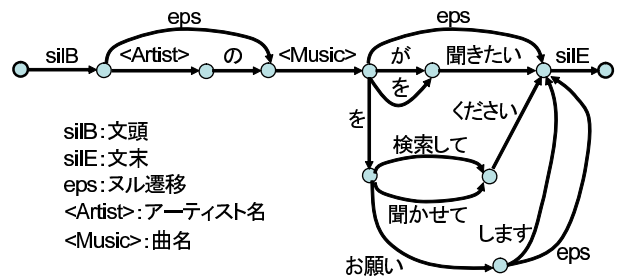 eps
eps
silB
<Artist>
の
<Music>
が
聞きたい
silE
を
を
ください
検索して
聞かせて
お願い
します
eps
silB：文頭
silE：文末
eps：ヌル遷移
<Artist>：アーティスト名
<Music>：曲名